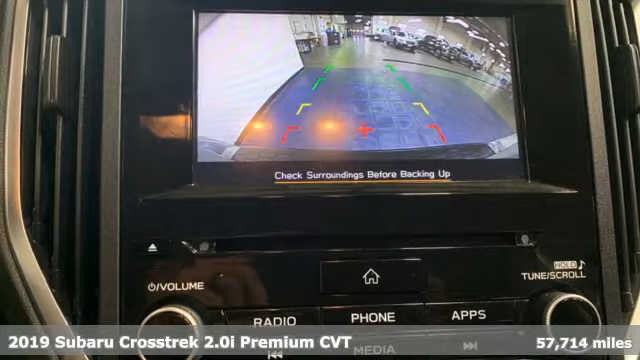 Check Surroundings Before Backing Up
HOLD
⏻/VOLUME
TUNE/SCROLL
RADIO PHONE APPS
MEDIA
2019 Subaru Crosstrek 2.0i Premium CVT 57,714 miles